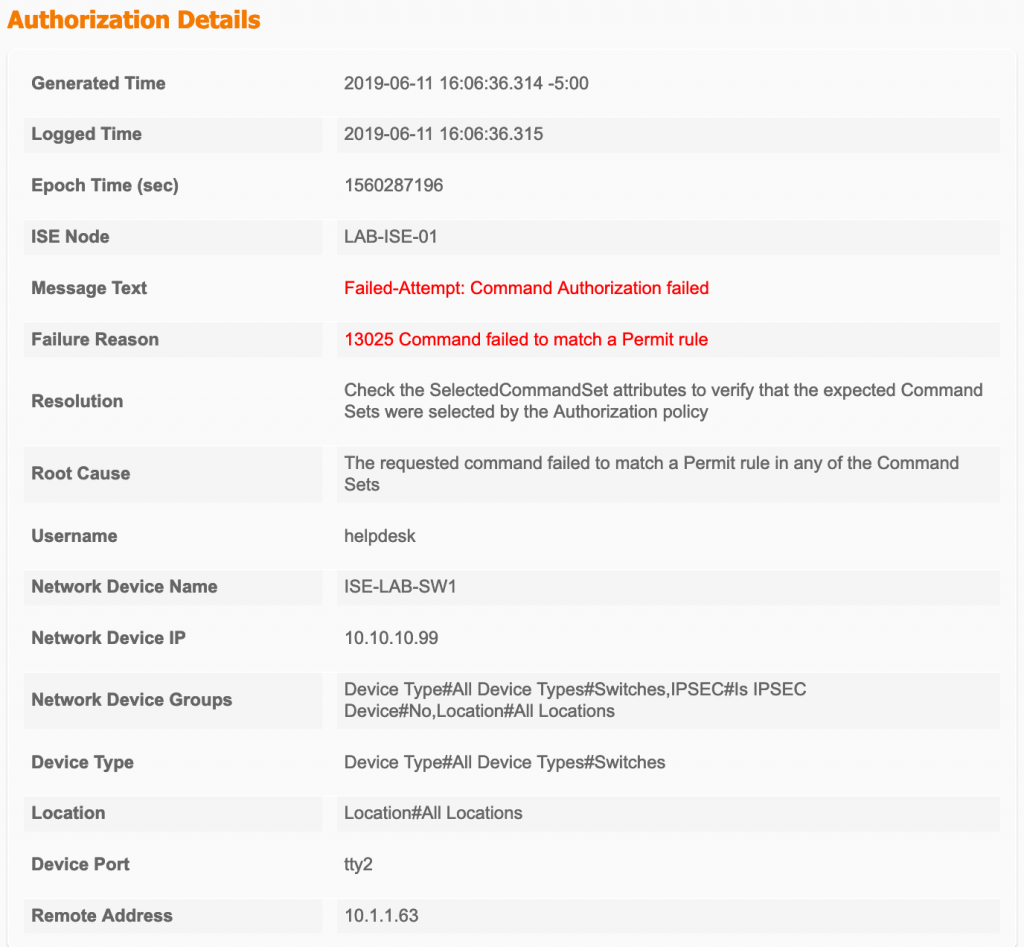 Authorization Details
Generated Time 2019-06-11 16:06:36.314 -5:00
Logged Time 2019-06-11 16:06:36.315
Epoch Time (sec) 1560287196
ISE Node LAB-ISE-01
Message Text Failed-Attempt: Command Authorization failed
Failure Reason 13025 Command failed to match a Permit rule
Resolution Check the SelectedCommandSet attributes to verify that the expected Command
Sets were selected by the Authorization policy
Root Cause The requested command failed to match a Permit rule in any of the Command
Sets
Username helpdesk
Network Device Name ISE-LAB-SW1
Network Device IP 10.10.10.99
Network Device Groups Device Type#All Device Types#Switches,IPSEC#Is IPSEC
Device#No,Location#All Locations
Device Type Device Type#All Device Types#Switches
Location Location#All Locations
Device Port tty2
Remote Address 10.1.1.63